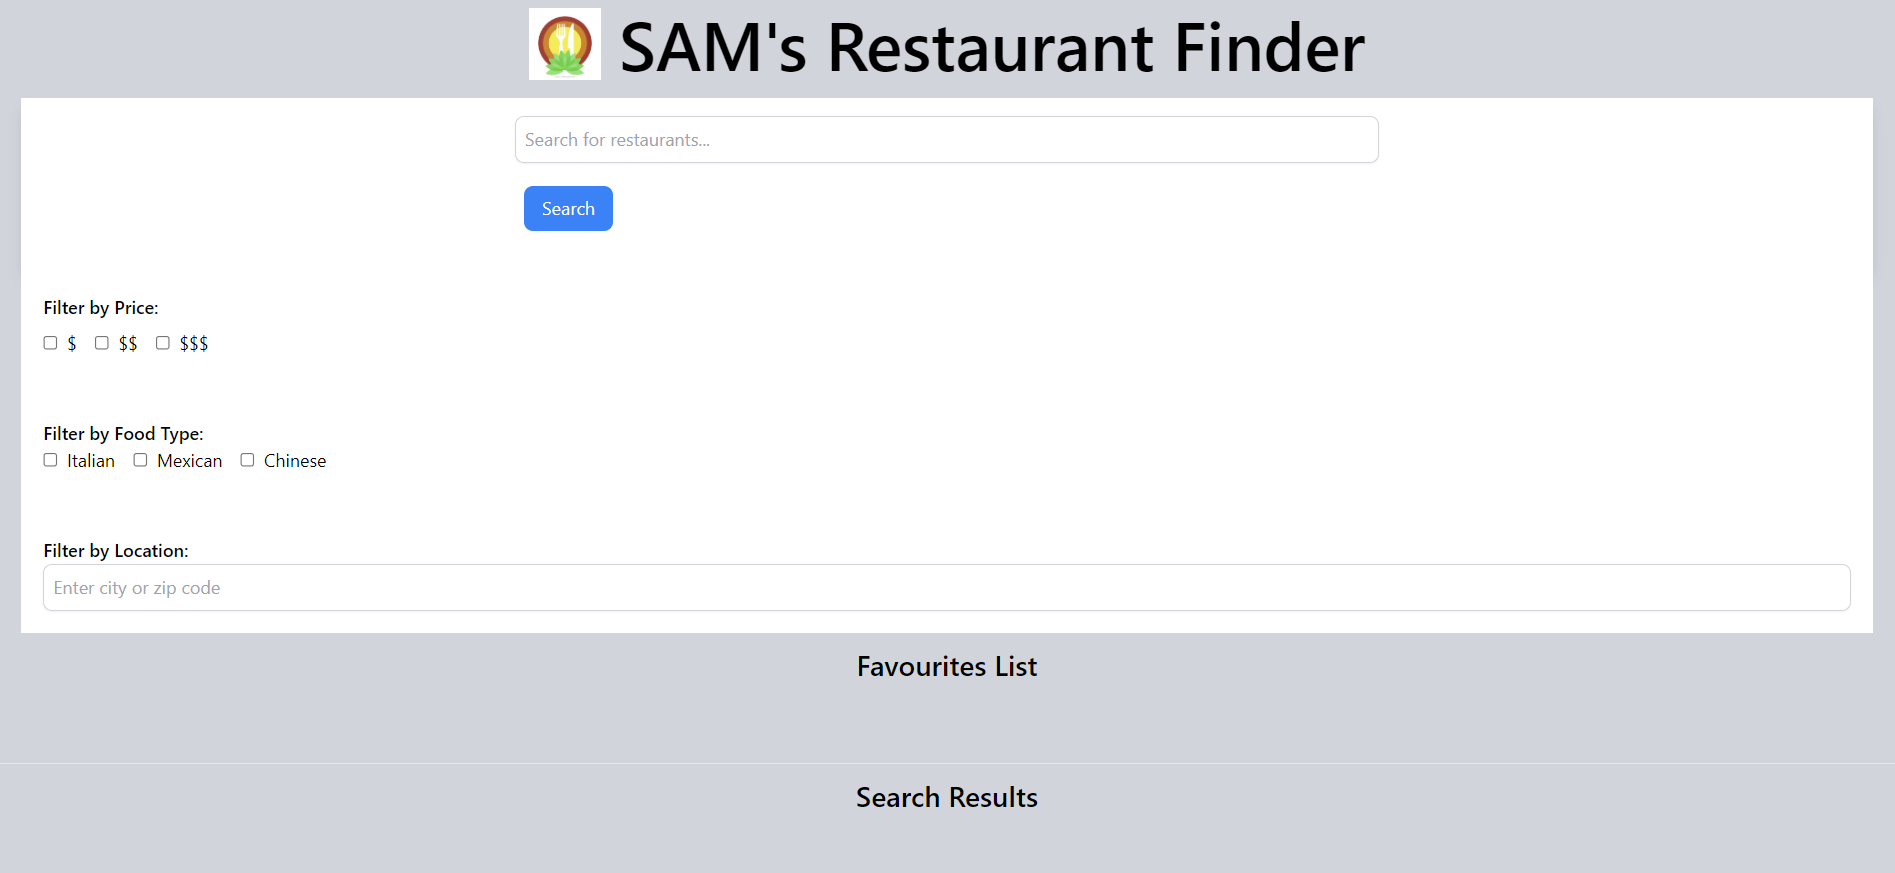 SAM's Restaurant Finder
Search for restaurants...
Search
Filter by Price:
$ $$ $$$
Filter by Food Type:
Italian Mexican Chinese
Filter by Location:
Enter city or zip code
Favourites List
Search Results